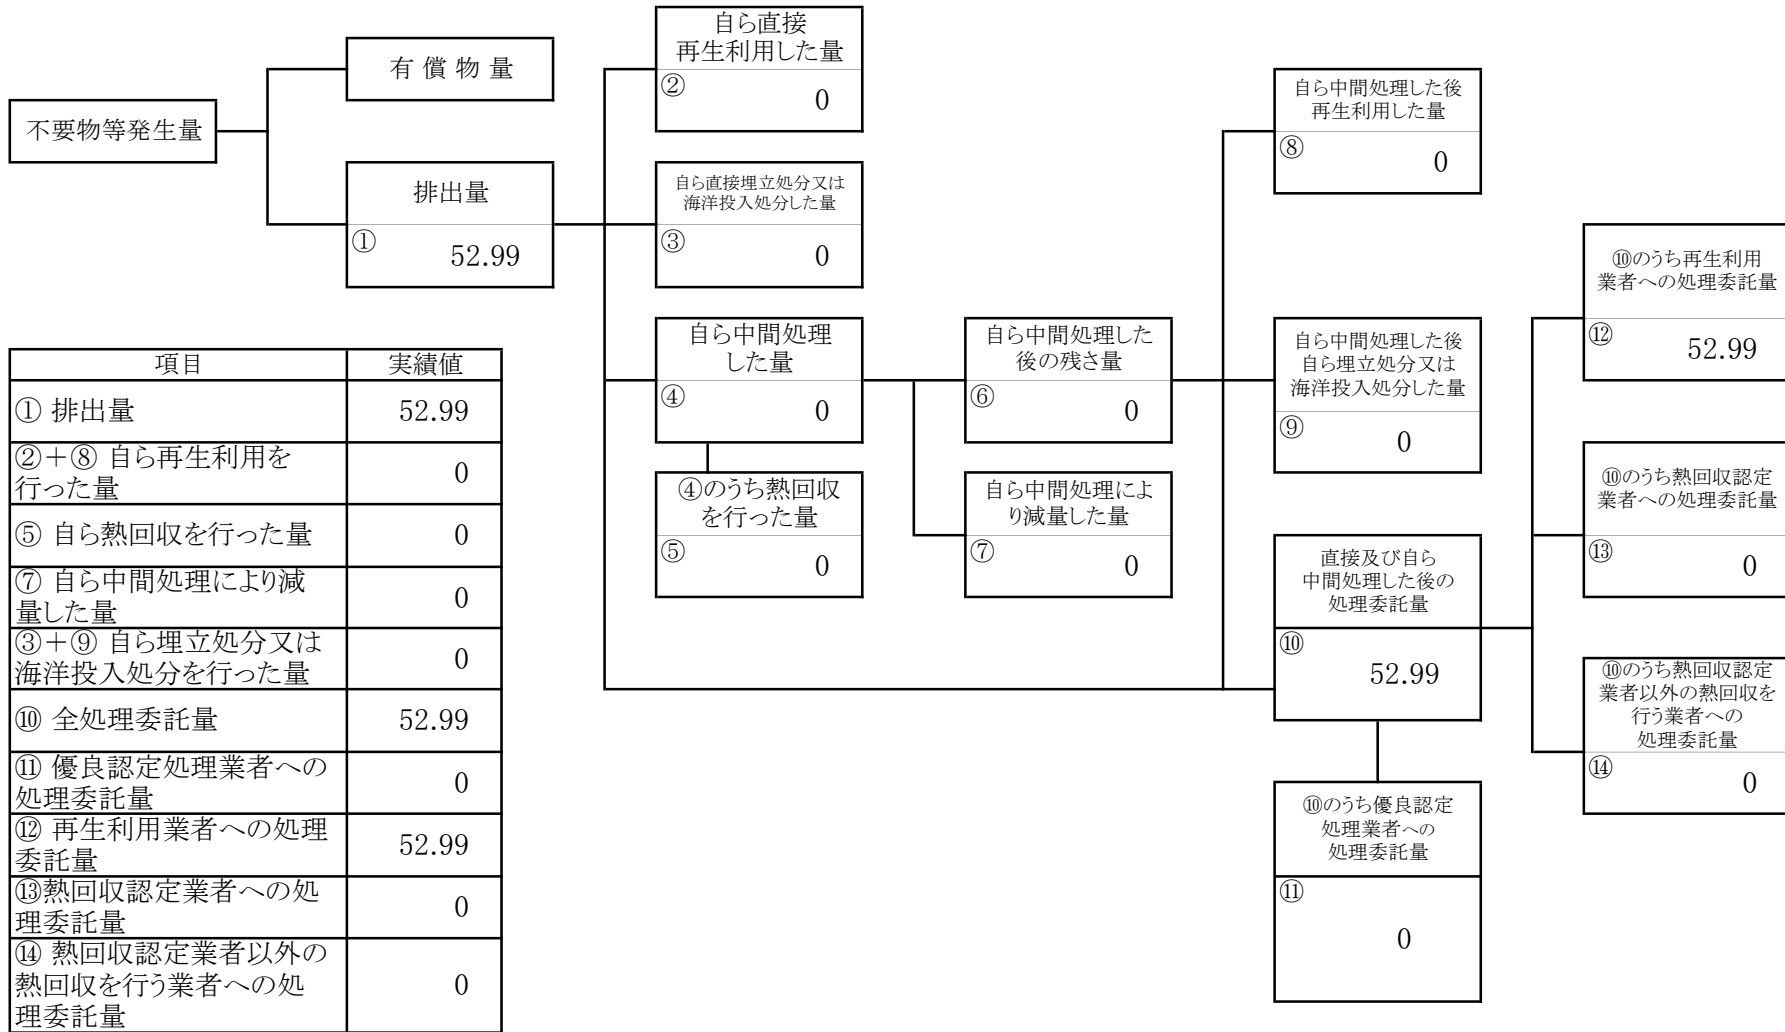 不要物等発生量
有 償 物 量
排出量
①
52.99
自ら直接
再生利用した量
②
0
自ら直接埋立処分又は
海洋投入処分した量
③
0
自ら中間処理
した量
④
0
④のうち熱回収
を行った量
⑤
0
自ら中間処理した
後の残さ量
⑥
0
自ら中間処理によ
り減量した量
⑦
0
自ら中間処理した後
再生利用した量
⑧
0
自ら中間処理した後
自ら埋立処分又は
海洋投入処分した量
⑨
0
直接及び自ら
中間処理した後の
処理委託量
⑩
52.99
⑩のうち優良認定
処理業者への
処理委託量
⑪
0
⑩のうち再生利用
業者への処理委託量
⑫
52.99
⑩のうち熱回収認定
業者への処理委託量
⑬
0
⑩のうち熱回収認定
業者以外の熱回収を
行う業者への
処理委託量
⑭
0
項目 実績値
① 排出量 52.99
②＋⑧ 自ら再生利用を
行った量 0
⑤ 自ら熱回収を行った量 0
⑦ 自ら中間処理により減
量した量 0
③＋⑨ 自ら埋立処分又は
海洋投入処分を行った量 0
⑩ 全処理委託量 52.99
⑪ 優良認定処理業者への
処理委託量 0
⑫ 再生利用業者への処理
委託量 52.99
⑬熱回収認定業者への処
理委託量 0
⑭ 熱回収認定業者以外の
熱回収を行う業者への処
理委託量 0